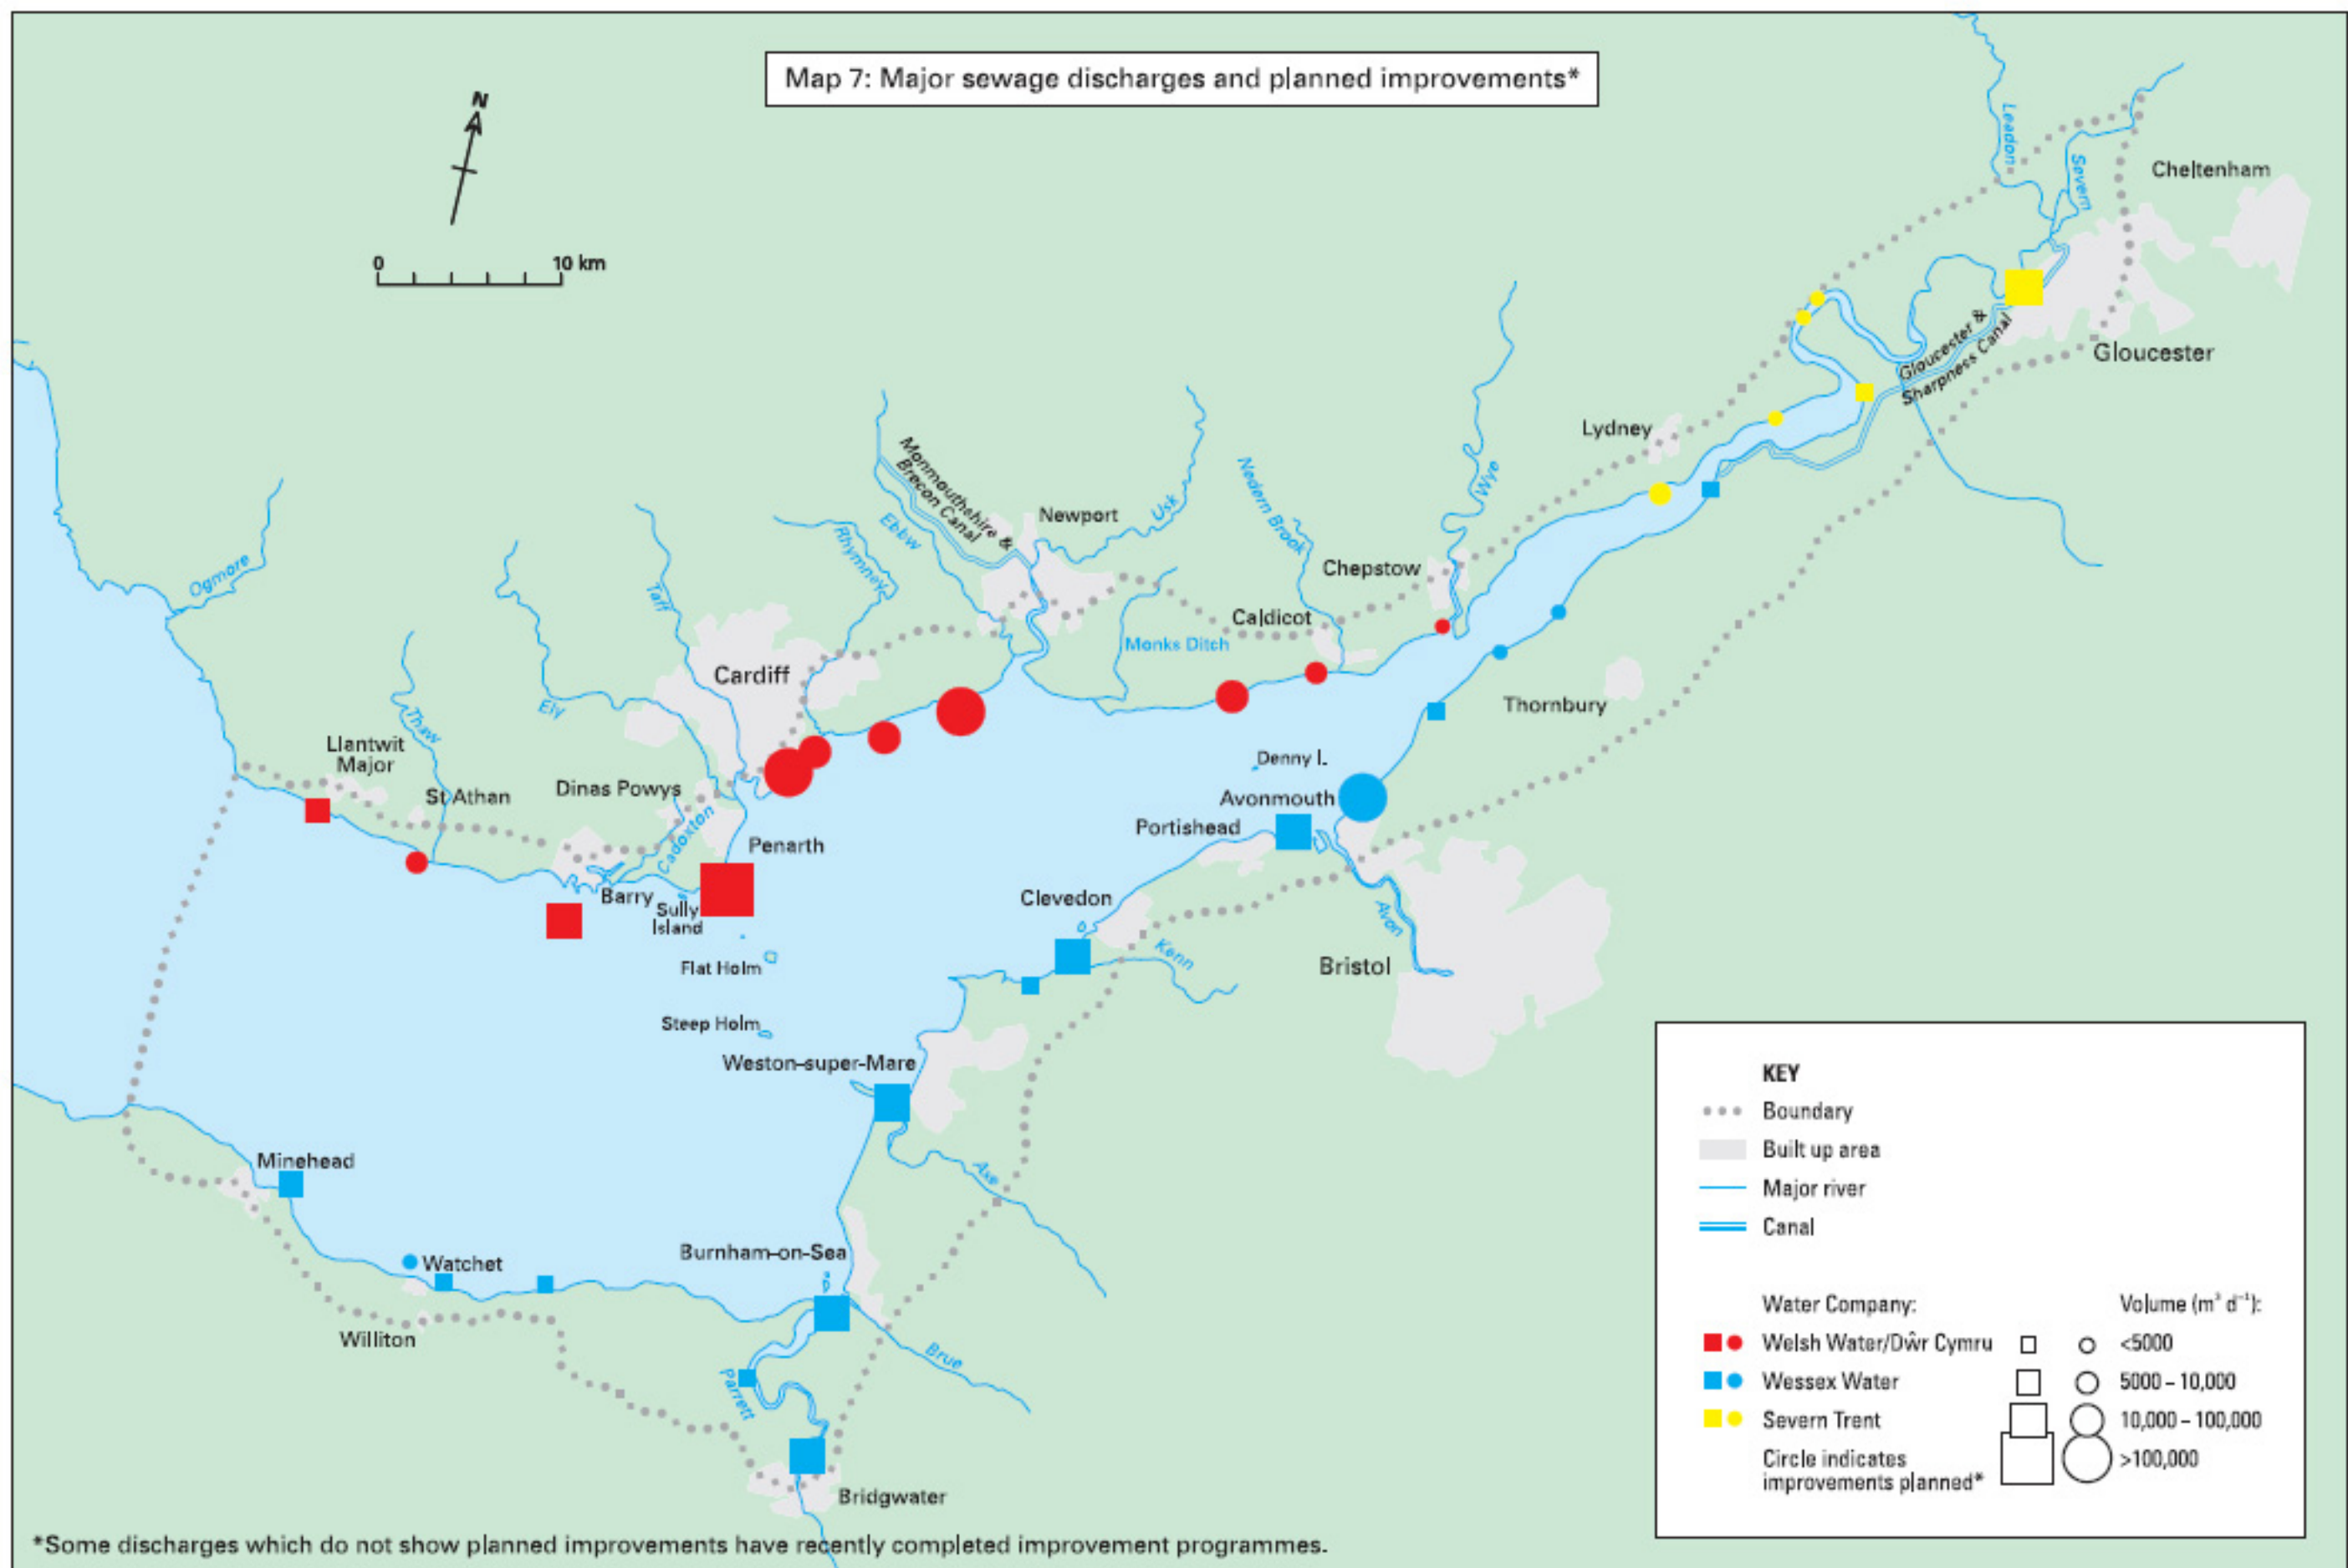 Map 7: Major sewage discharges and planned improvements*
N
0 10 km
Leadon
Severn
Cheltenham
Gloucester &
Sharpness Canal
Gloucester
Lydney
Wye
Nedern Brook
Usk
Newport
Monmouthshire &
Brecon Canal
Ebbw
Rhymney
Taff
Ogmore
Ely
Thaw
Chepstow
Caldicot
Monks Ditch
Cardiff
Thornbury
Llantwit
Major
St Athan
Dinas Powys
Cadoxton
Penarth
Denny I.
Avonmouth
Portishead
Barry
Sully
Island
Clevedon
Avon
Kenn
Bristol
Flat Holm
Steep Holm
Weston-super-Mare
Axe
Minehead
Watchet
Burnham-on-Sea
Williton
Brue
Parrett
Bridgwater
KEY
Boundary
Built up area
Major river
Canal
Water Company: Volume (m³ d⁻¹):
Welsh Water/Dŵr Cymru <5000
Wessex Water 5000 – 10,000
Severn Trent 10,000 – 100,000
Circle indicates
improvements planned* >100,000
*Some discharges which do not show planned improvements have recently completed improvement programmes.